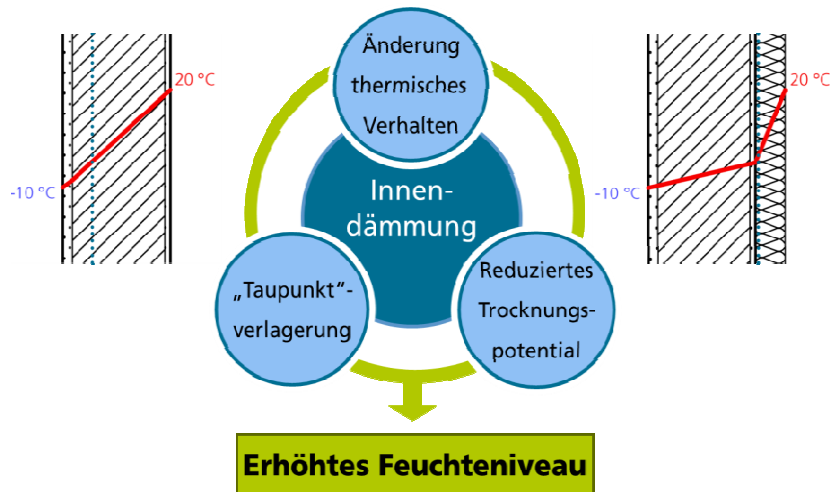 Änderung
thermisches
Verhalten
20 °C
-10 °C
20 °C
-10 °C
Innen-
dämmung
„Taupunkt"-
verlagerung
Reduziertes
Trocknungs-
potential
Erhöhtes Feuchteniveau